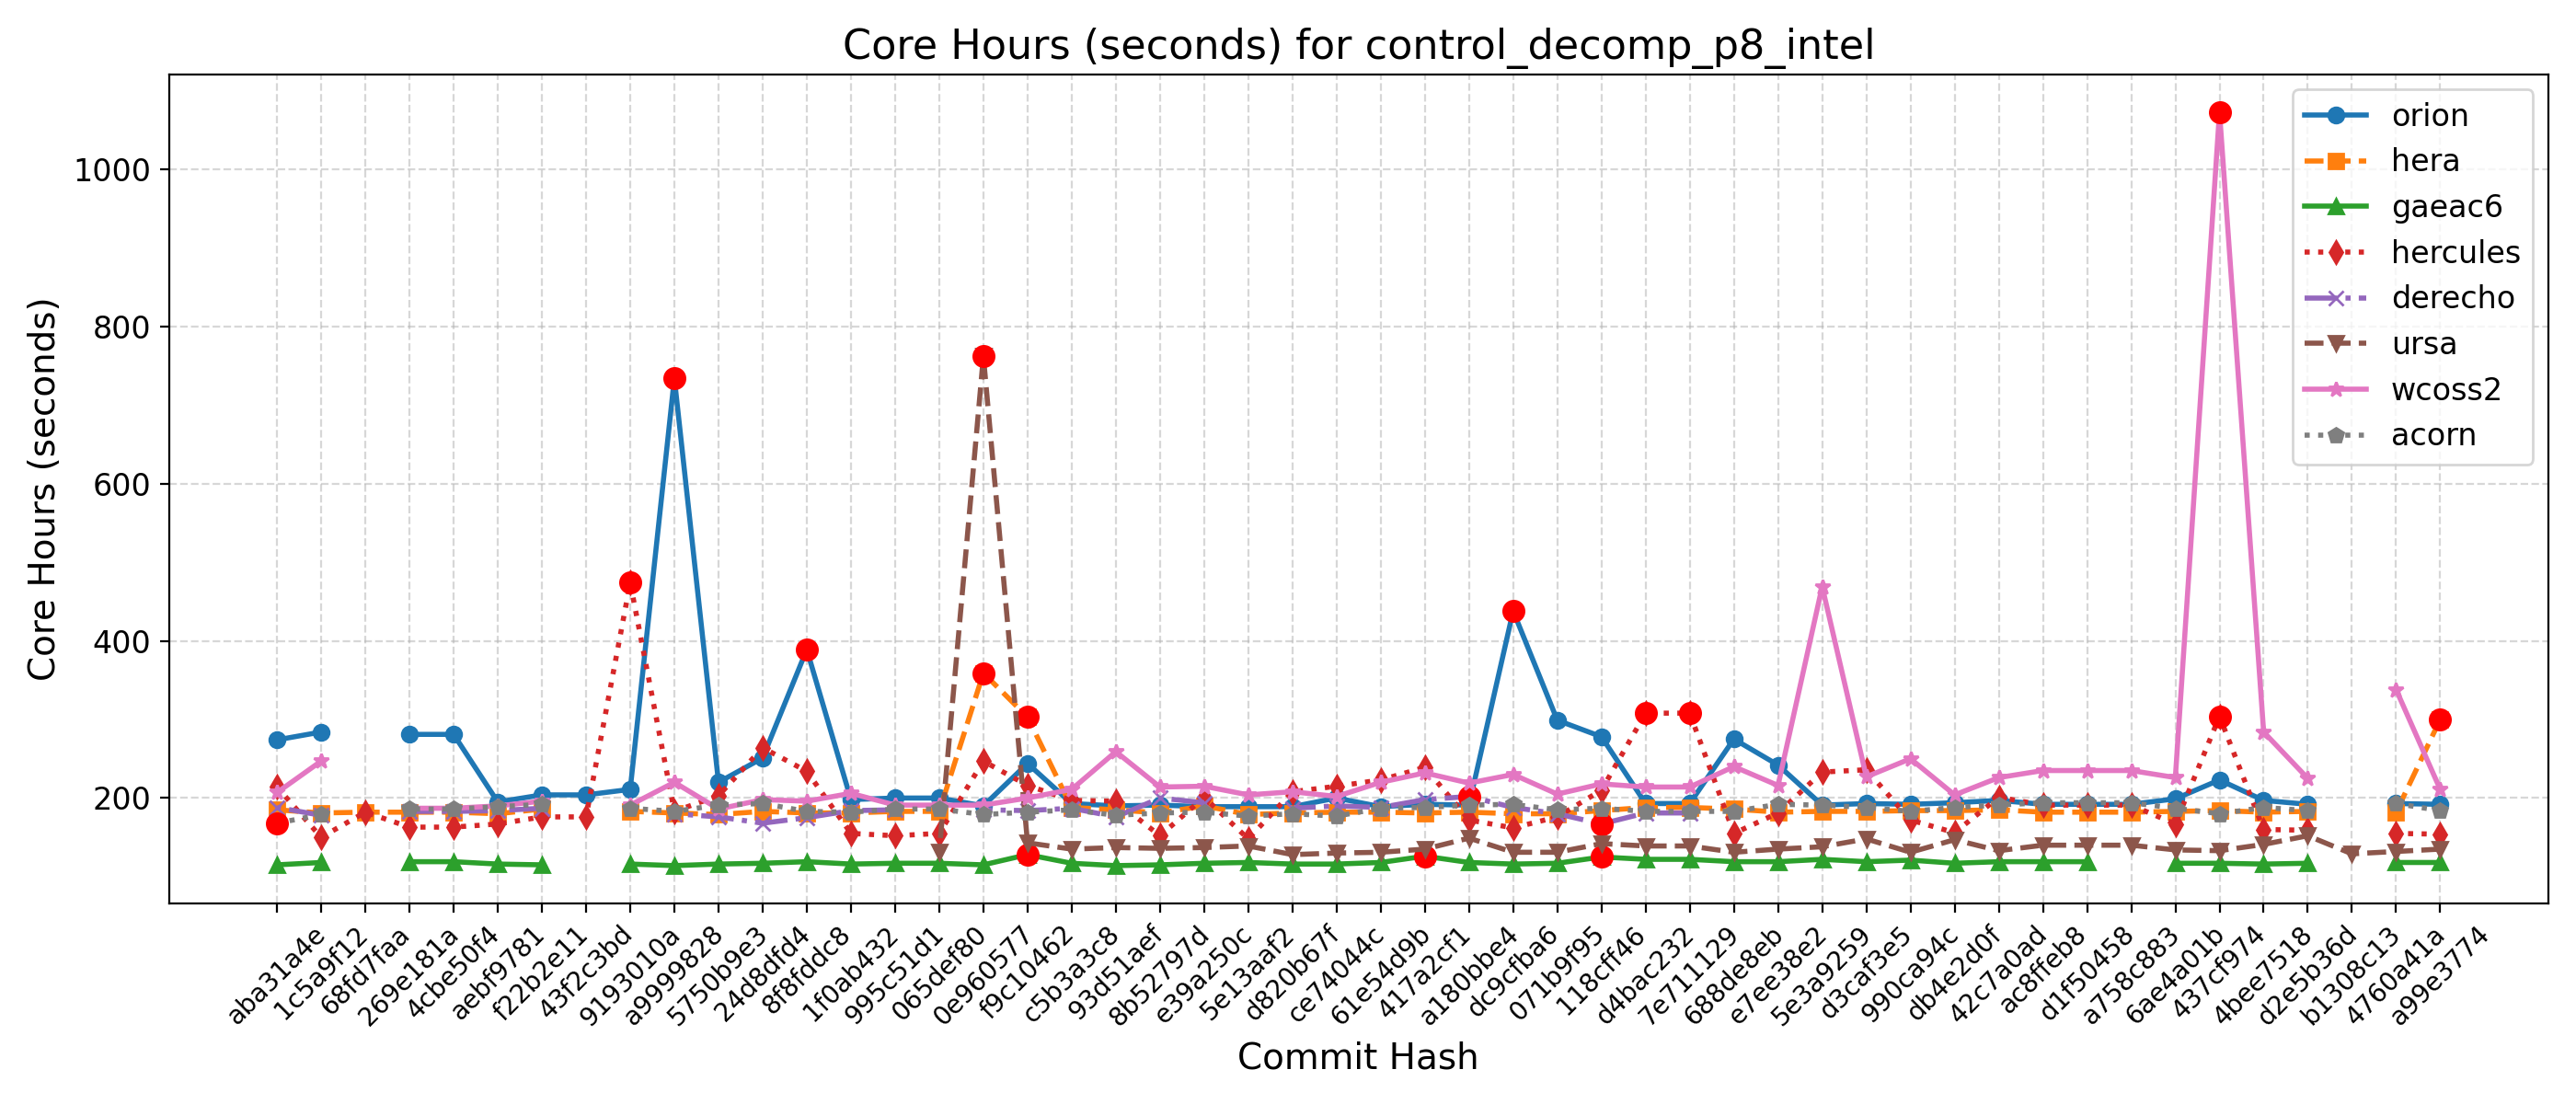 Core Hours (seconds) for control_decomp_p8_intel
Core Hours (seconds)
1000
800
600
400
200
orion
hera
gaeac6
hercules
derecho
ursa
wcoss2
acorn
aba31a4e
1c5a9f12
68fd7faa
269e181a
4cbe50f4
aebf9781
f22b2e11
43f2c3bd
9193010a
a9999828
5750b9e3
24d8dfd4
8f8fddc8
1f0ab432
995c51d1
065def80
0e960577
f9c10462
c5b3a3c8
93d51aef
8b52797d
e39a250c
5e13aaf2
d820b67f
ce74044c
61e54d9b
417a2cf1
a180bbe4
dc9cfba6
071b9f95
118cff46
d4bac232
7e711129
688de8eb
e7ee38e2
5e3a9259
d3caf3e5
990ca94c
db4e2d0f
42c7a0ad
ac8ffeb8
d1f50458
a758c883
6ae4a01b
437cf974
4bee7518
d2e5b36d
b1308c13
4760a41a
a99e3774
Commit Hash